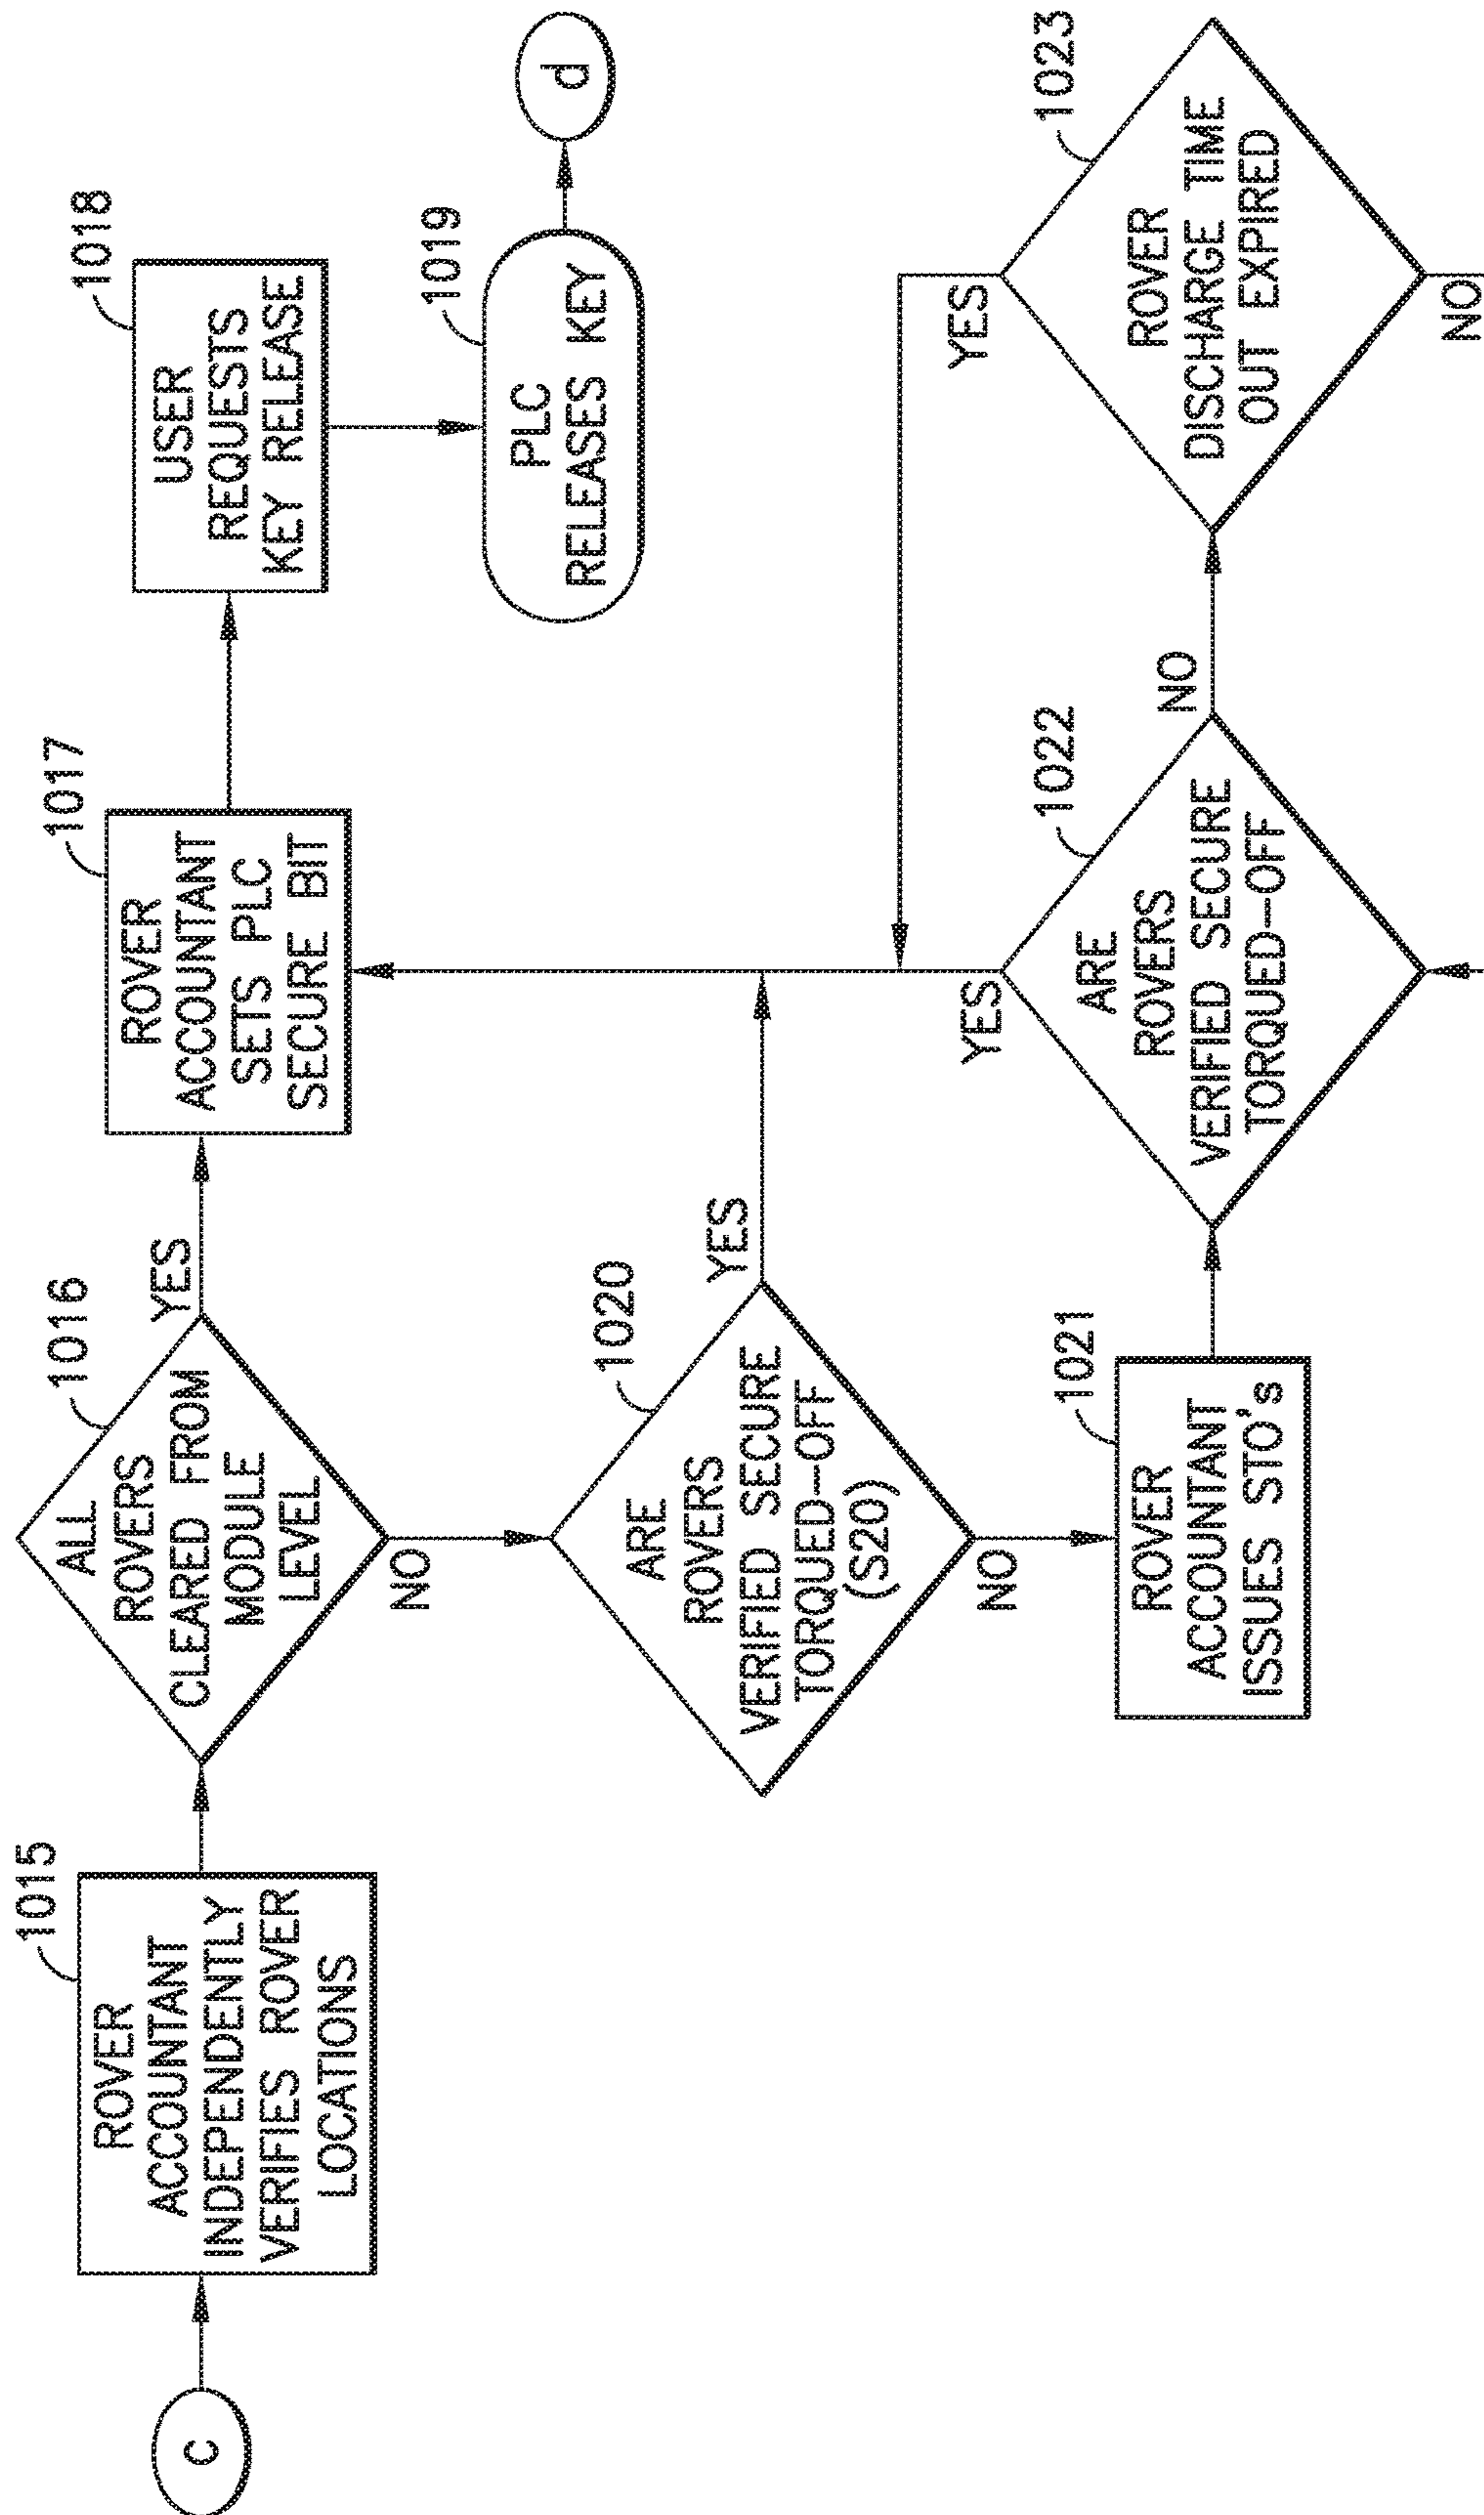 c
1015
ROVER
ACCOUNTANT
INDEPENDENTLY
VERIFIES ROVER
LOCATIONS
1016
ALL
ROVERS
CLEARED FROM
MODULE
LEVEL
YES
NO
1017
ROVER
ACCOUNTANT
SETS PLC
SECURE BIT
1018
USER
REQUESTS
KEY RELEASE
1019
PLC
RELEASES KEY
d
1020
ARE
ROVERS
VERIFIED SECURE
TORQUED-OFF
(S20)
YES
NO
1021
ROVER
ACCOUNTANT
ISSUES STO's
1022
ARE
ROVERS
VERIFIED SECURE
TORQUED-OFF
YES
NO
1023
ROVER
DISCHARGE TIME
OUT EXPIRED
YES
NO